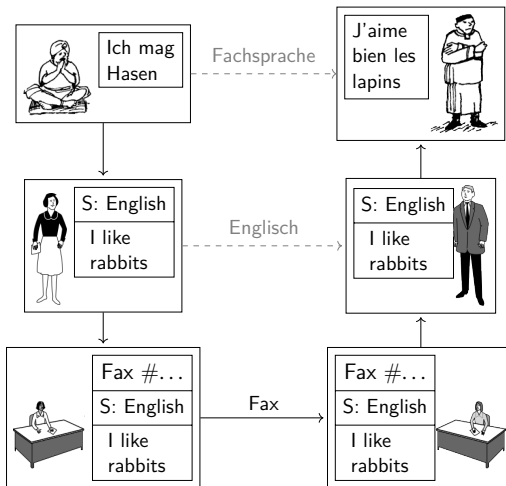 Ich mag
Hasen
Fachsprache
J'aime
bien les
lapins
S: English
I like
rabbits
Englisch
S: English
I like
rabbits
Fax #...
S: English
I like
rabbits
Fax
Fax #...
S: English
I like
rabbits